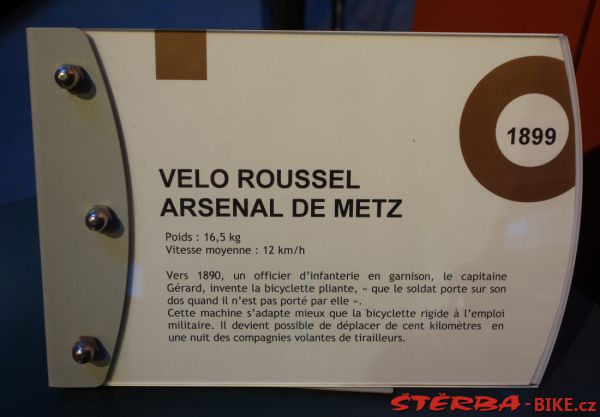 1899
VELO ROUSSEL
ARSENAL DE METZ
Poids : 16,5 kg
Vitesse moyenne : 12 km/h
Vers 1890, un officier d'infanterie en garnison, le capitaine
Gérard, invente la bicyclette pliante, « que le soldat porte sur son
dos quand il n'est pas porté par elle ».
Cette machine s'adapte mieux que la bicyclette rigide à l'emploi
militaire. Il devient possible de déplacer de cent kilomètres en
une nuit des compagnies volantes de tirailleurs.
ŠTĚRBA-BIKE.cz